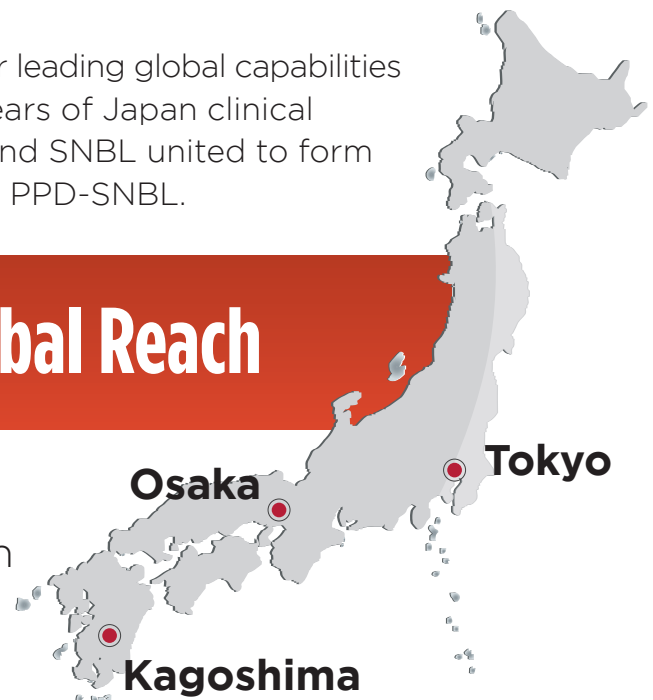 leading global capabilities
ears of Japan clinical
nd SNBL united to form
PPD-SNBL.
bal Reach
Tokyo
Osaka
n
Kagoshima